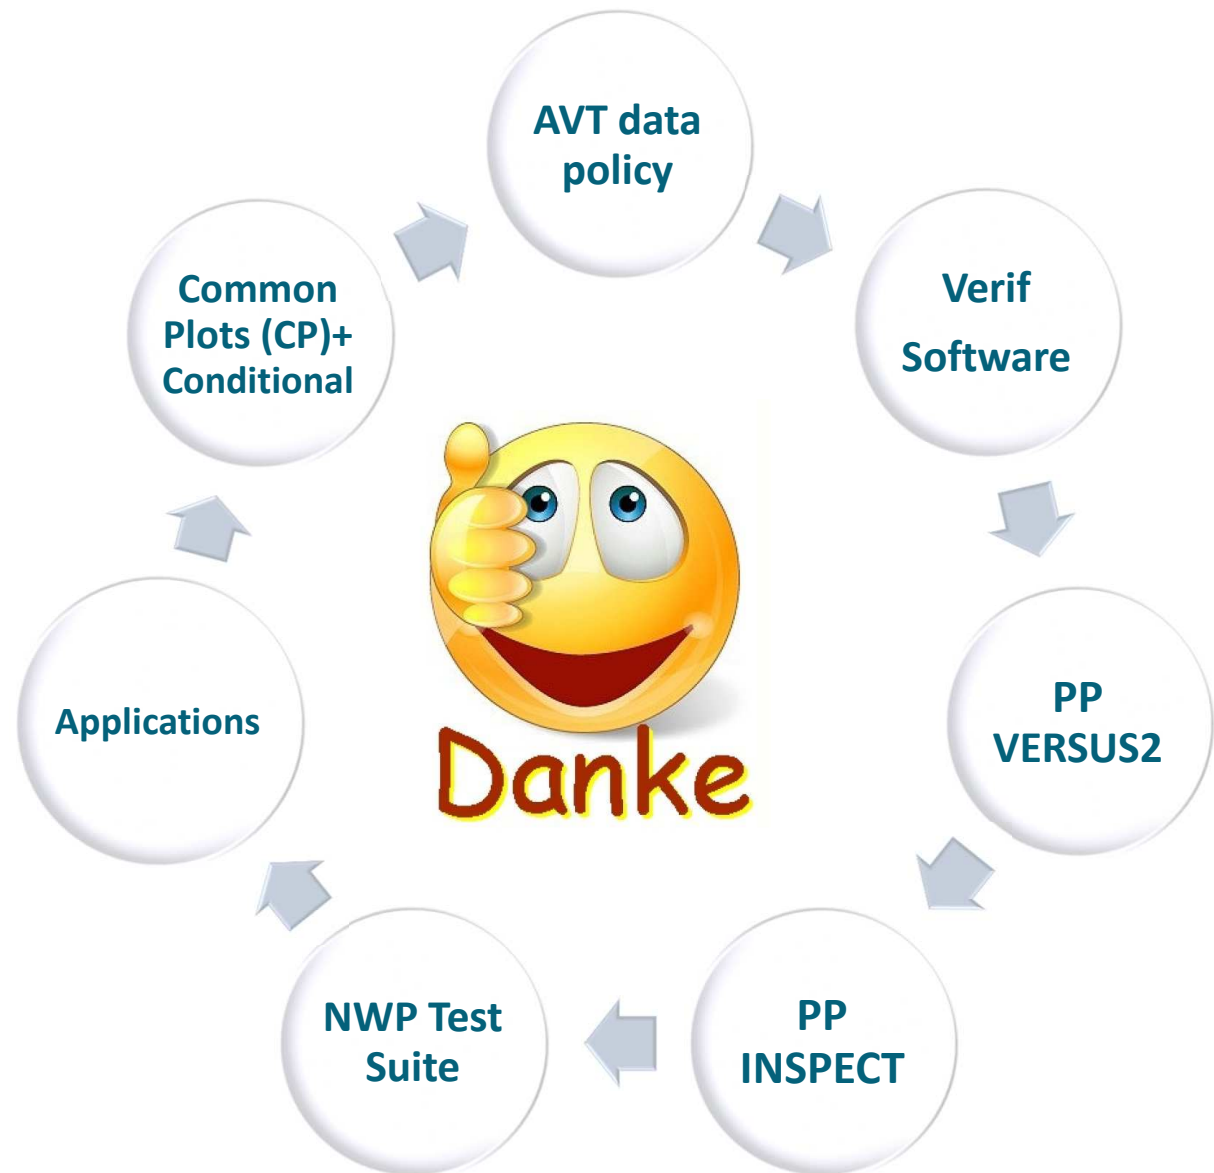 AVT data
policy
Verif
Software
PP
VERSUS2
PP
INSPECT
NWP Test
Suite
Applications
Common
Plots (CP)+
Conditional
Danke